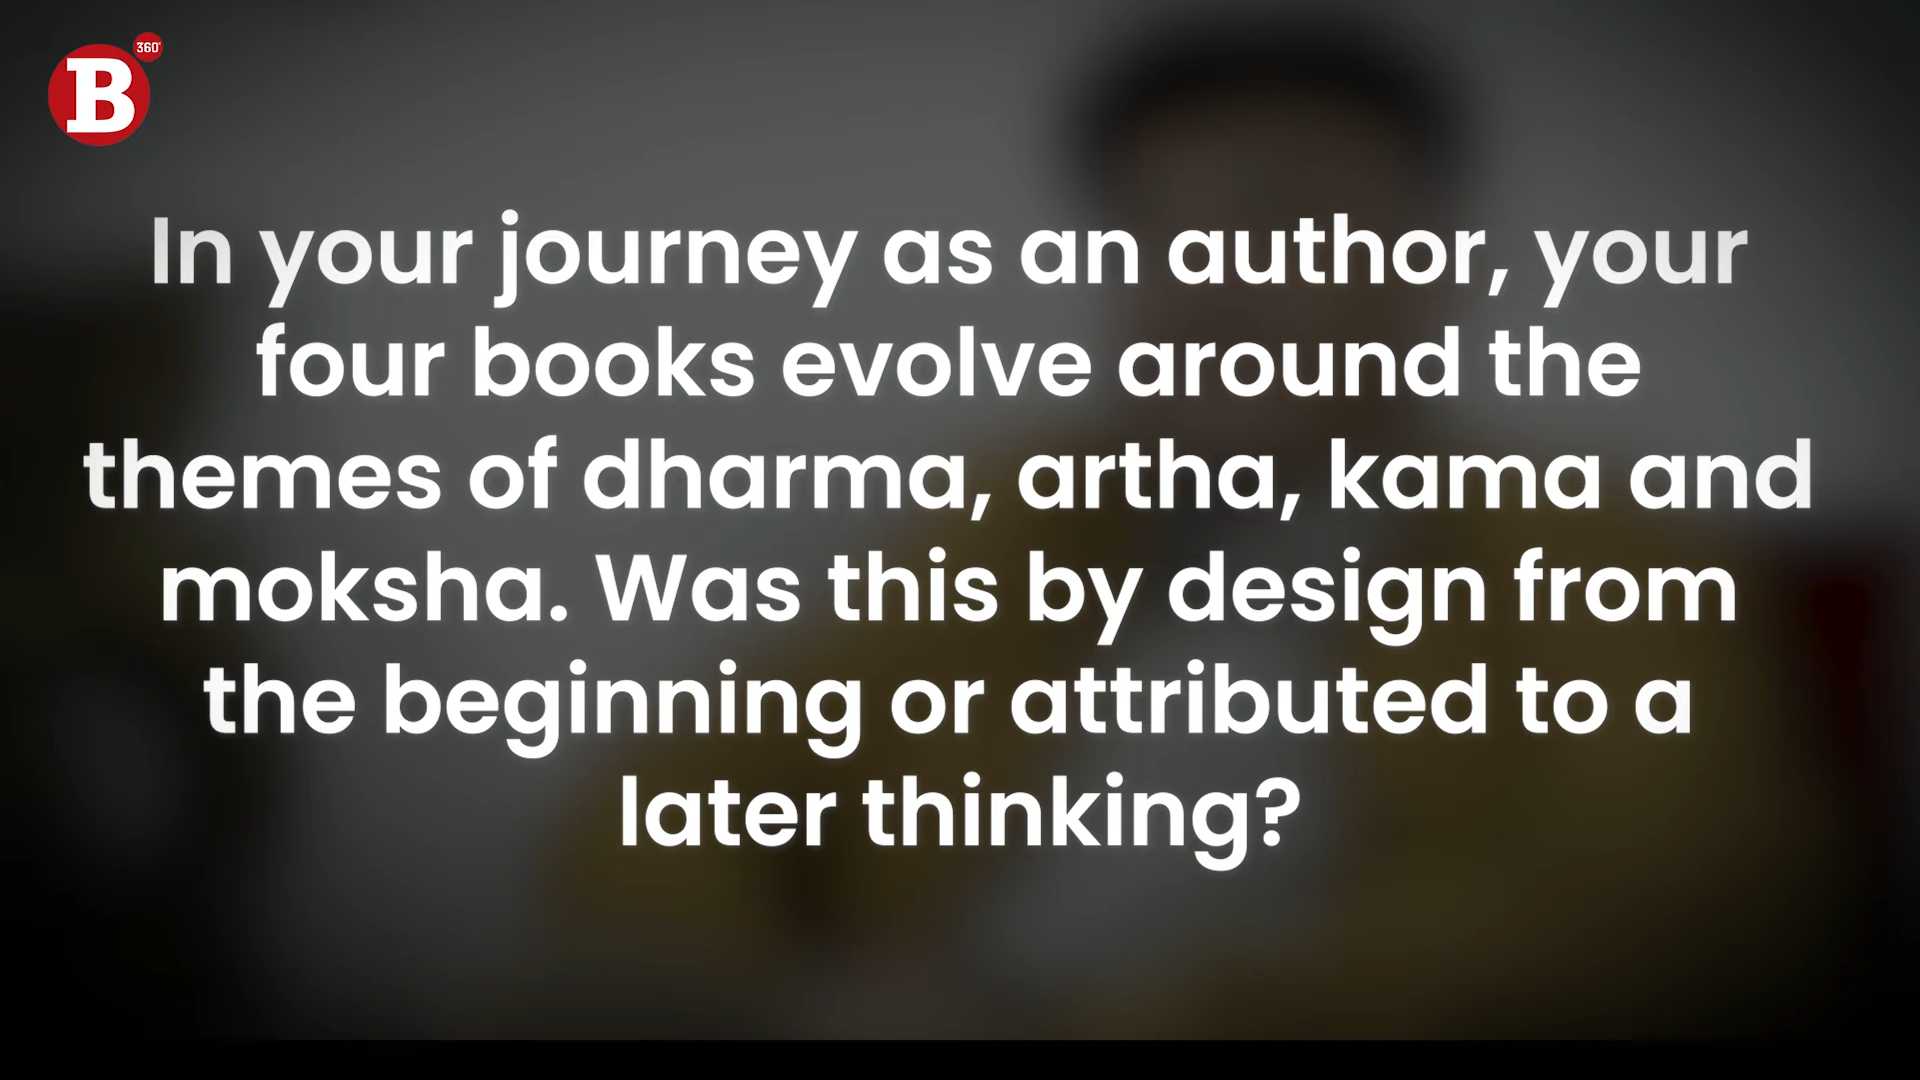 B
360°
In your journey as an author, your
four books evolve around the
themes of dharma, artha, kama and
moksha. Was this by design from
the beginning or attributed to a
later thinking?